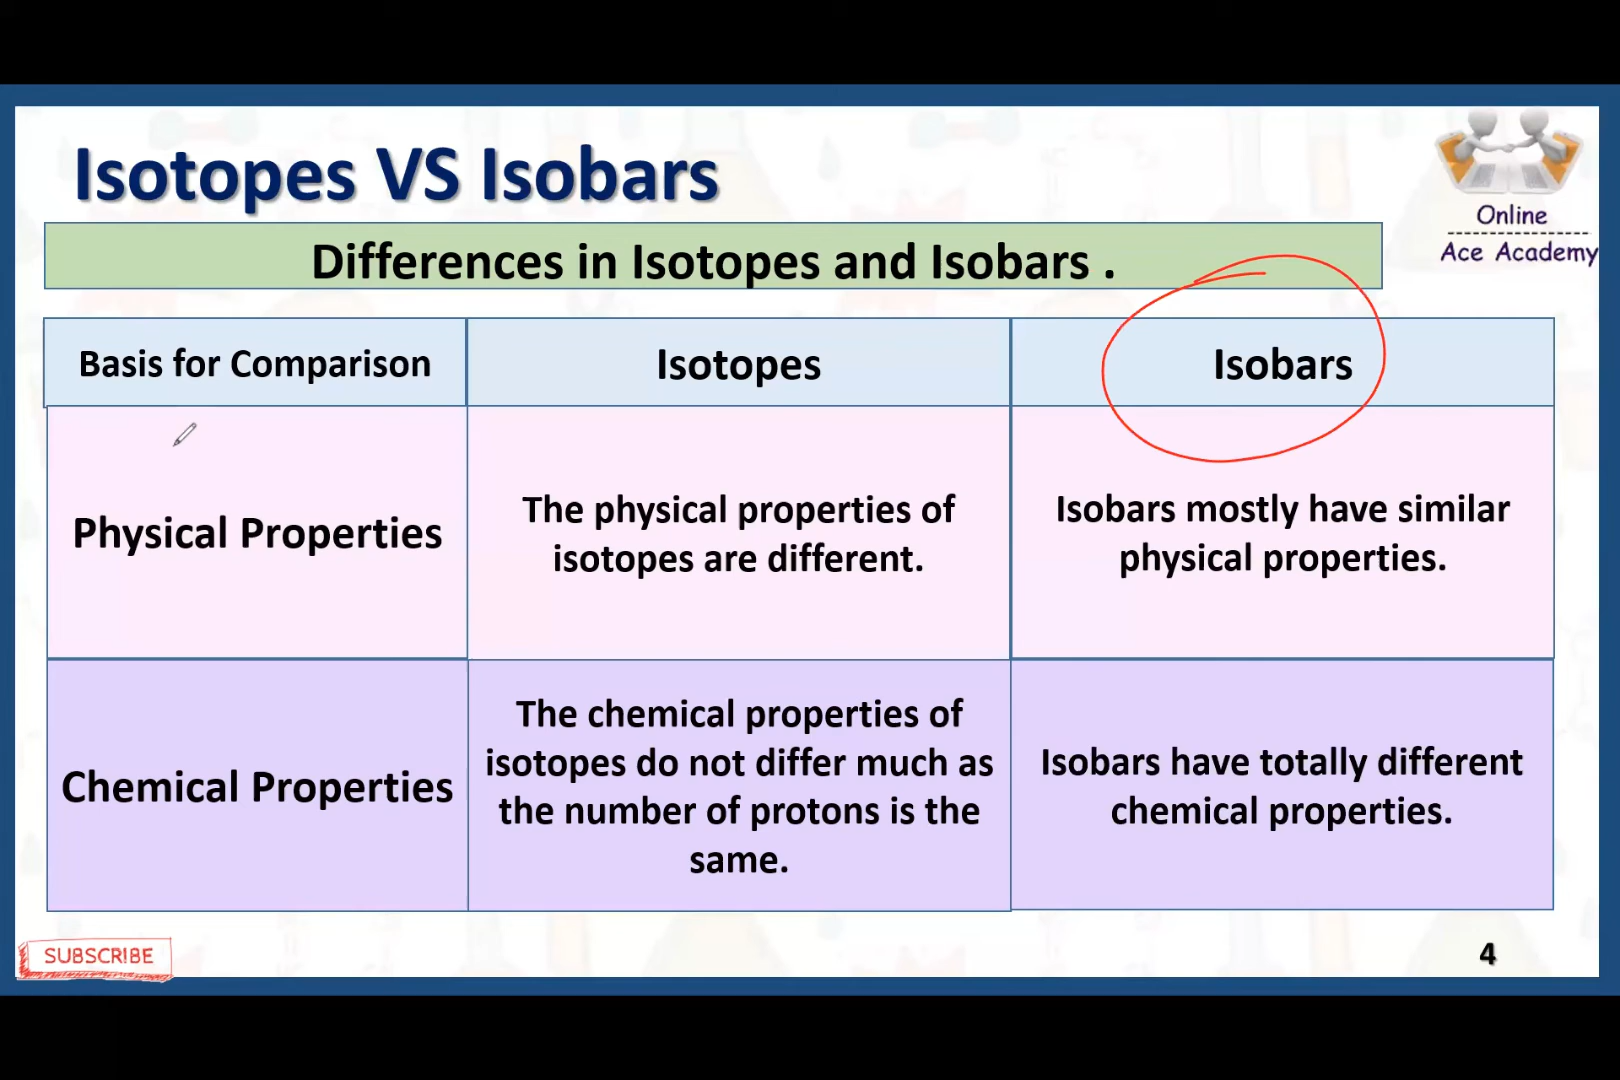 Isotopes VS Isobars
Online
Ace Academy
Differences in Isotopes and Isobars .
Basis for Comparison
Isotopes
Isobars
Physical Properties
The physical properties of
isotopes are different.
Isobars mostly have similar
physical properties.
Chemical Properties
The chemical properties of
isotopes do not differ much as
the number of protons is the
same.
Isobars have totally different
chemical properties.
SUBSCRIBE
4